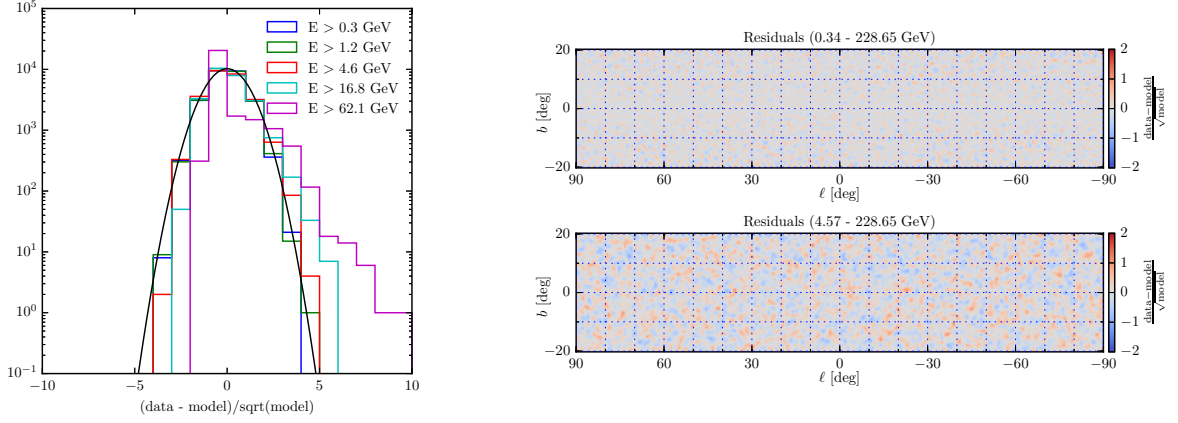 10^5
10^4
10^3
10^2
10^1
10^0
10^−1
−10
−5
0
5
10
(data - model)/sqrt(model)
E > 0.3 GeV
E > 1.2 GeV
E > 4.6 GeV
E > 16.8 GeV
E > 62.1 GeV
Residuals (0.34 - 228.65 GeV)
20
10
0
−10
−20
b [deg]
90
60
30
0
−30
−60
−90
ℓ [deg]
2
1
0
−1
−2
data−model
√model
Residuals (4.57 - 228.65 GeV)
20
10
0
−10
−20
b [deg]
90
60
30
0
−30
−60
−90
ℓ [deg]
2
1
0
−1
−2
data−model
√model